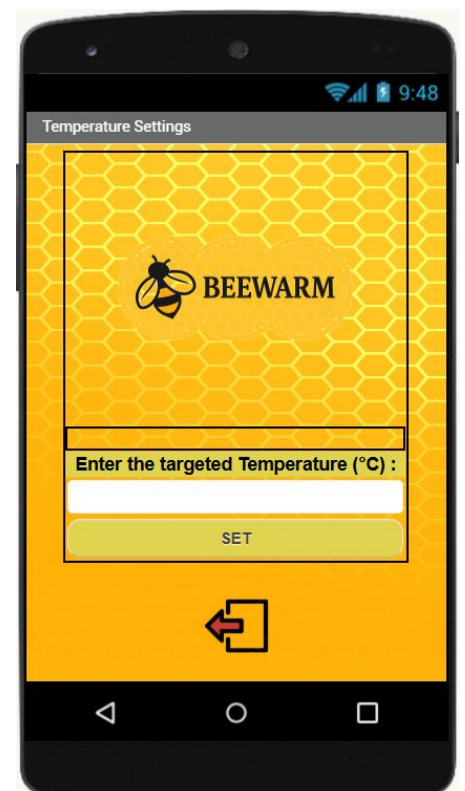 9:48
Temperature Settings
BEEWARM
Enter the targeted Temperature (°C) :
SET